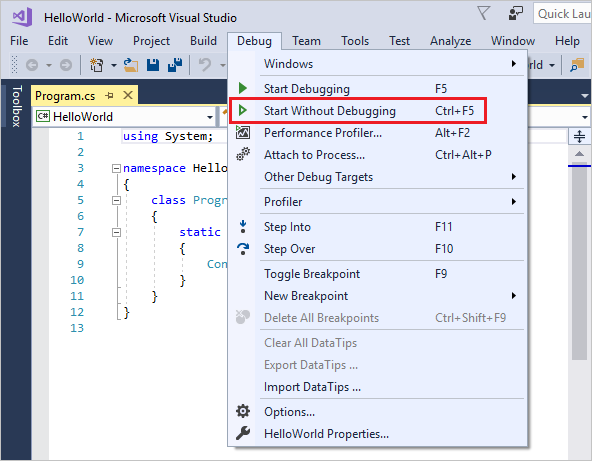 HelloWorld - Microsoft Visual Studio
Quick Lau
File Edit View Project Build Debug Team Tools Test Analyze Window Help
Toolbox
Program.cs
C# HelloWorld
Windows
Start Debugging F5
Start Without Debugging Ctrl+F5
Performance Profiler... Alt+F2
Attach to Process... Ctrl+Alt+P
Other Debug Targets
Profiler
Step Into F11
Step Over F10
Toggle Breakpoint F9
New Breakpoint
Delete All Breakpoints Ctrl+Shift+F9
Clear All DataTips
Export DataTips ...
Import DataTips ...
Options...
HelloWorld Properties...
1 using System;
2
3 namespace Hello
4 {
5 class Progr
6 {
7 static
8 {
9 Con
10 }
11 }
12 }
13